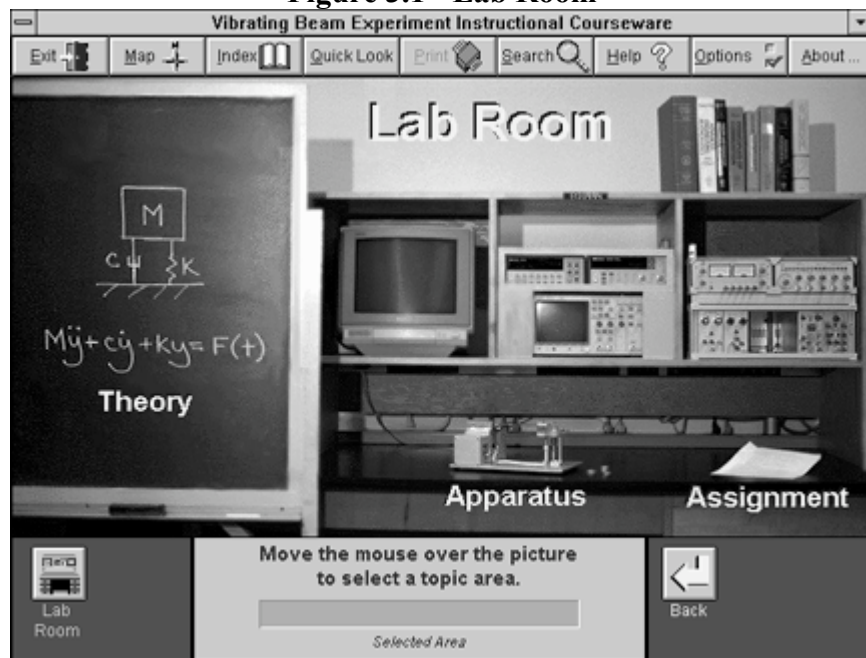 Figure 3.1 - Lab Room
Vibrating Beam Experiment Instructional Courseware
Exit
Map
Index
Quick Look
Print
Search
Help
Options
About ...
Lab Room
M
C
K
Mÿ+cẏ+Ky=F(t)
Theory
Apparatus
Assignment
Move the mouse over the picture
to select a topic area.
Lab
Room
Selected Area
Back